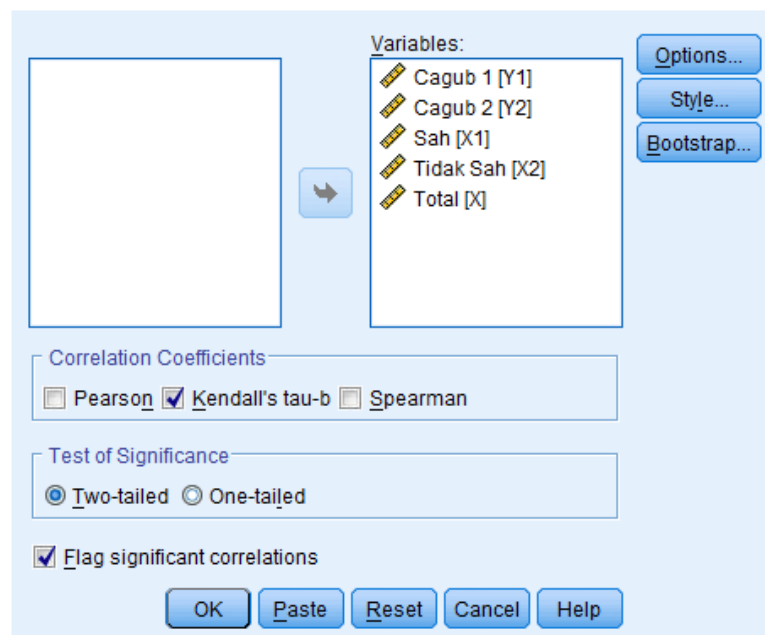 Variables:
Cagub 1 [Y1]
Cagub 2 [Y2]
Sah [X1]
Tidak Sah [X2]
Total [X]
Options...
Style...
Bootstrap...
Correlation Coefficients
Pearson Kendall's tau-b Spearman
Test of Significance
Two-tailed One-tailed
Flag significant correlations
OK Paste Reset Cancel Help